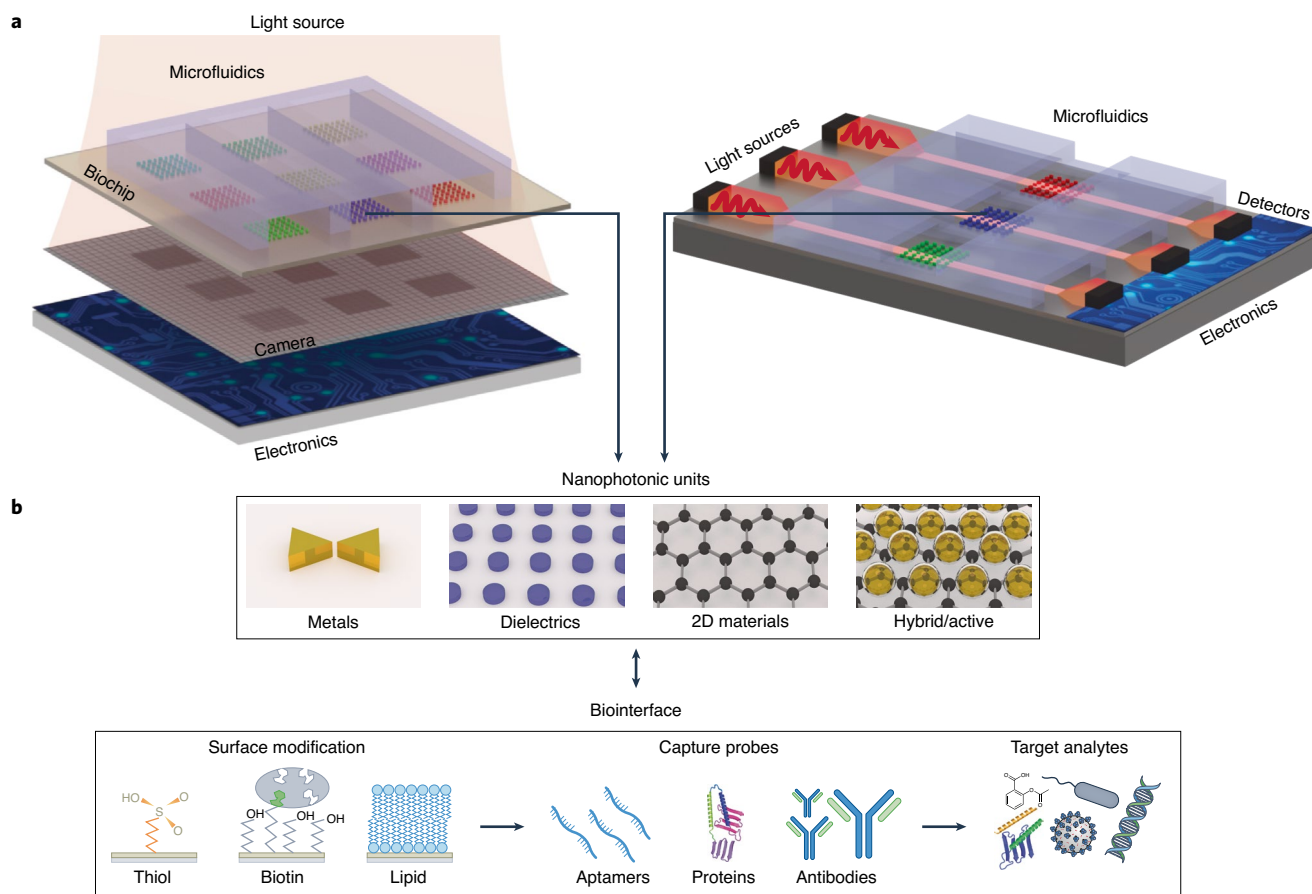 a
Light source
Microfluidics
Biochip
Camera
Electronics
Light sources
Microfluidics
Detectors
Electronics
Nanophotonic units
b
Metals
Dielectrics
2D materials
Hybrid/active
Biointerface
Surface modification
Capture probes
Target analytes
HO
O
S
O
OH
OH
OH
OH
O
O
O
Thiol
Biotin
Lipid
Aptamers
Proteins
Antibodies